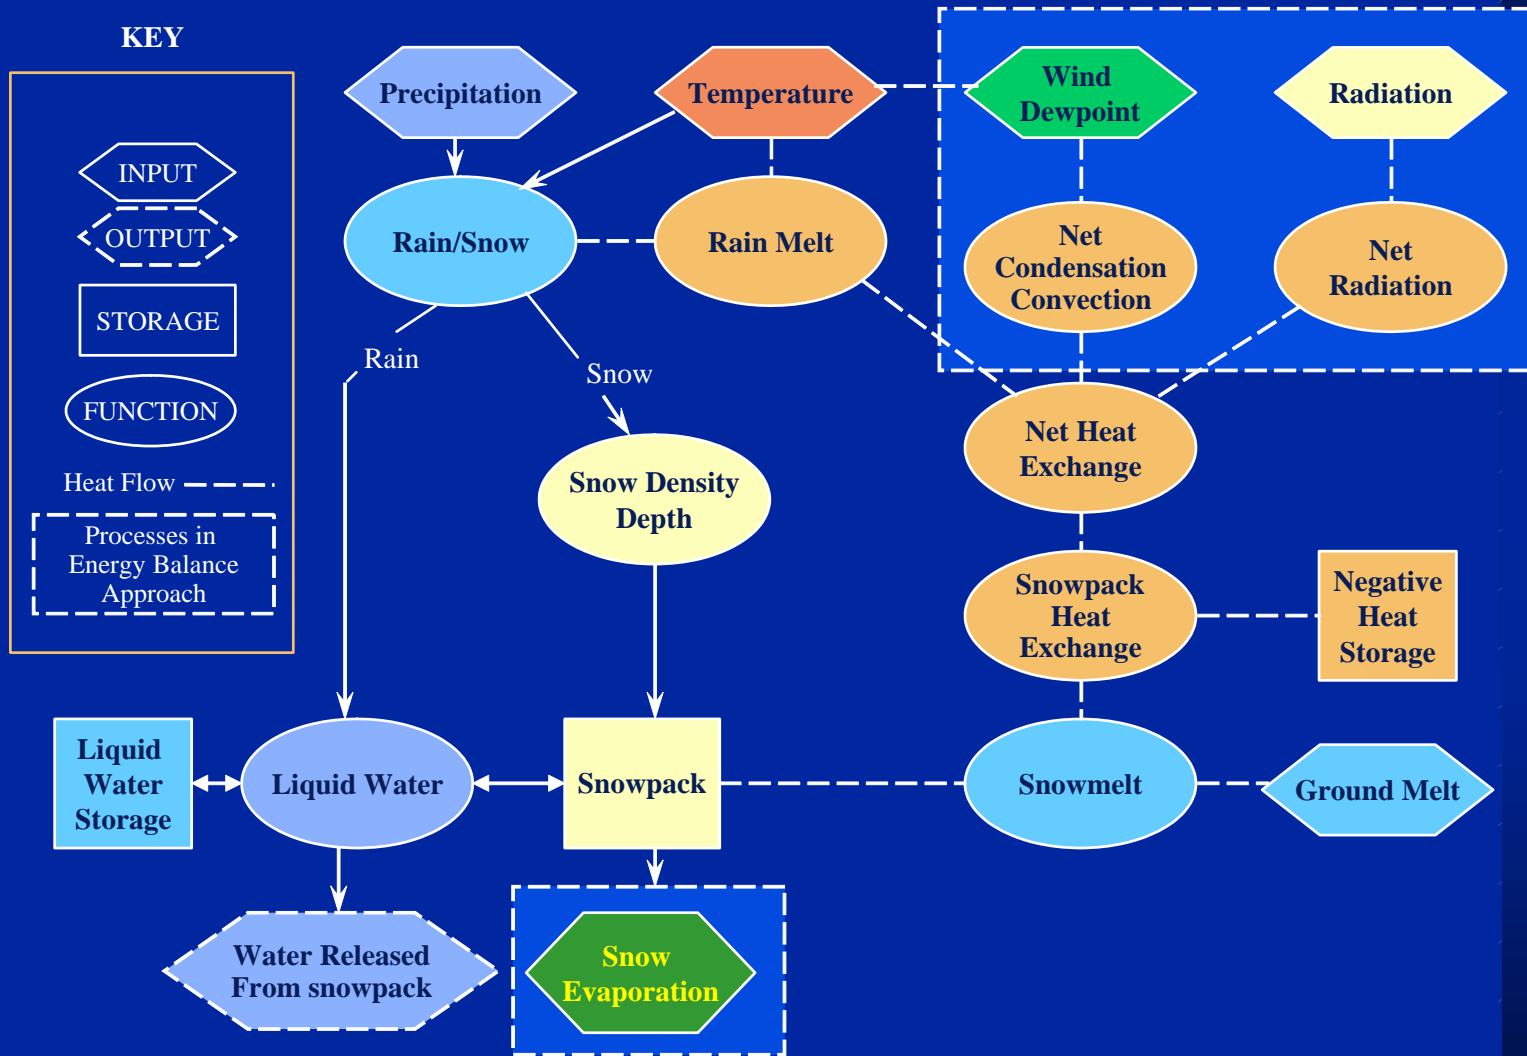 KEY
INPUT
OUTPUT
STORAGE
FUNCTION
Heat Flow
Processes in
Energy Balance
Approach
Precipitation
Temperature
Wind
Dewpoint
Radiation
Rain/Snow
Rain Melt
Net
Condensation
Convection
Net
Radiation
Rain
Snow
Net Heat
Exchange
Snow Density
Depth
Snowpack
Heat
Exchange
Negative
Heat
Storage
Liquid
Water
Storage
Liquid Water
Snowpack
Snowmelt
Ground Melt
Water Released
From snowpack
Snow
Evaporation